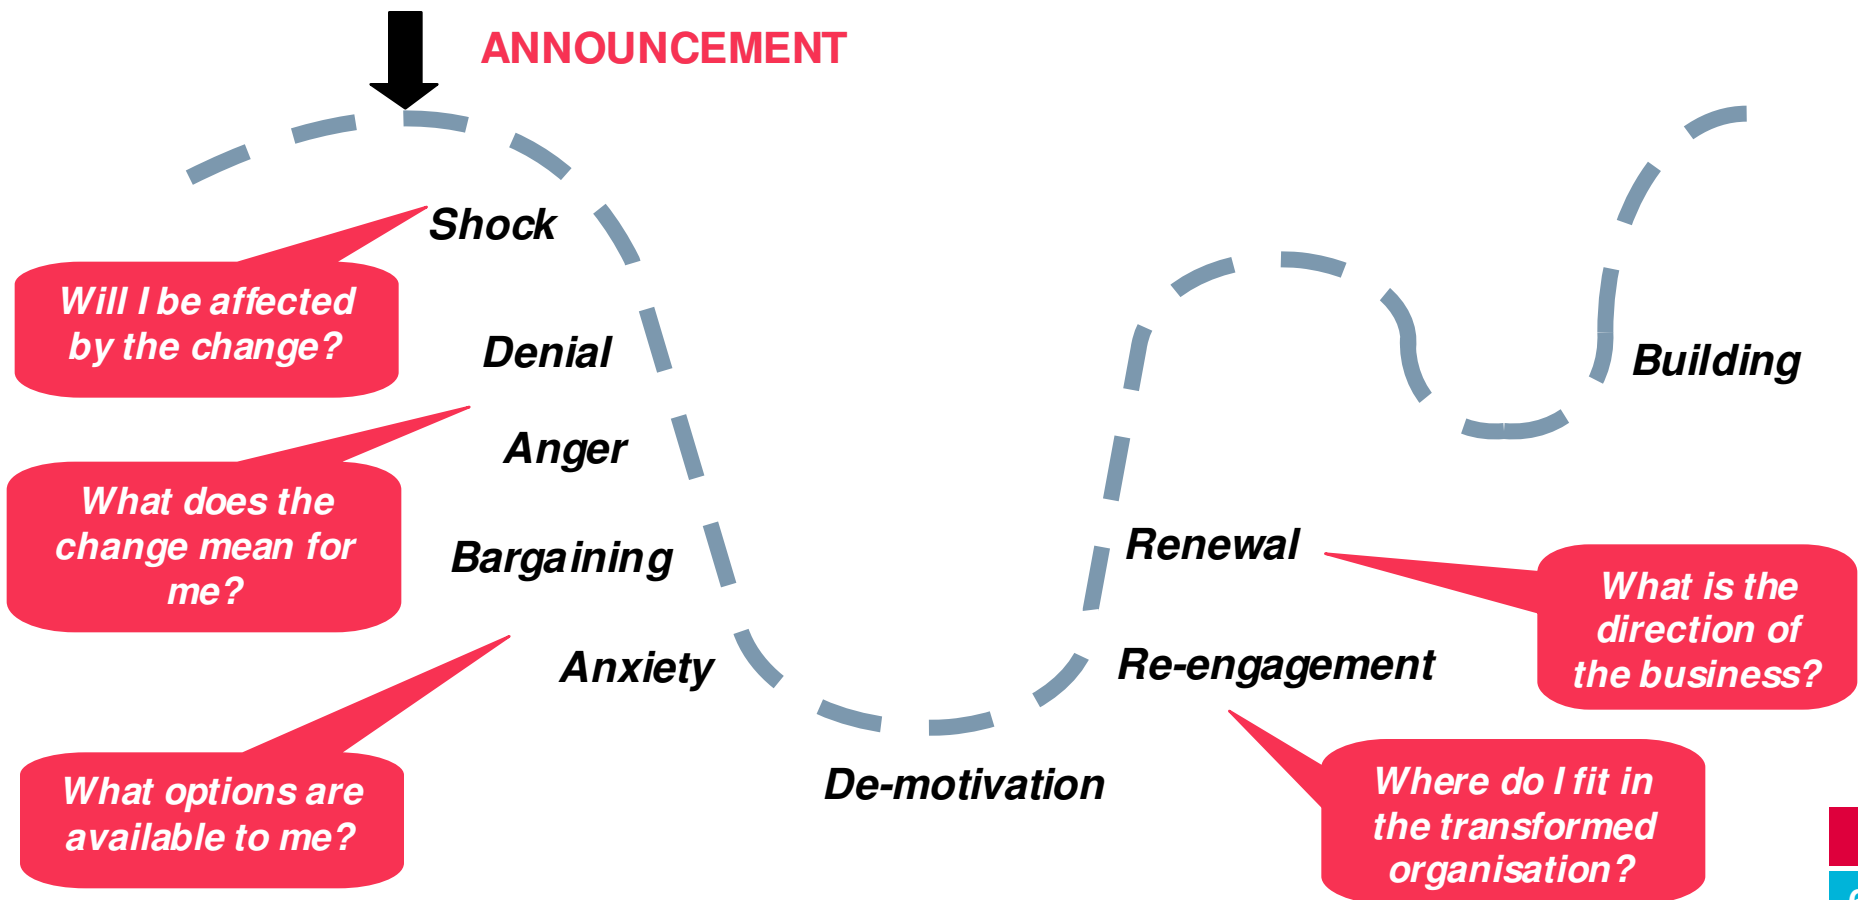 ANNOUNCEMENT
Shock
Will I be affected
by the change?
Denial
Anger
What does the
change mean for
me?
Bargaining
Anxiety
What options are
available to me?
De-motivation
Building
Renewal
What is the
direction of
the business?
Re-engagement
Where do I fit in
the transformed
organisation?